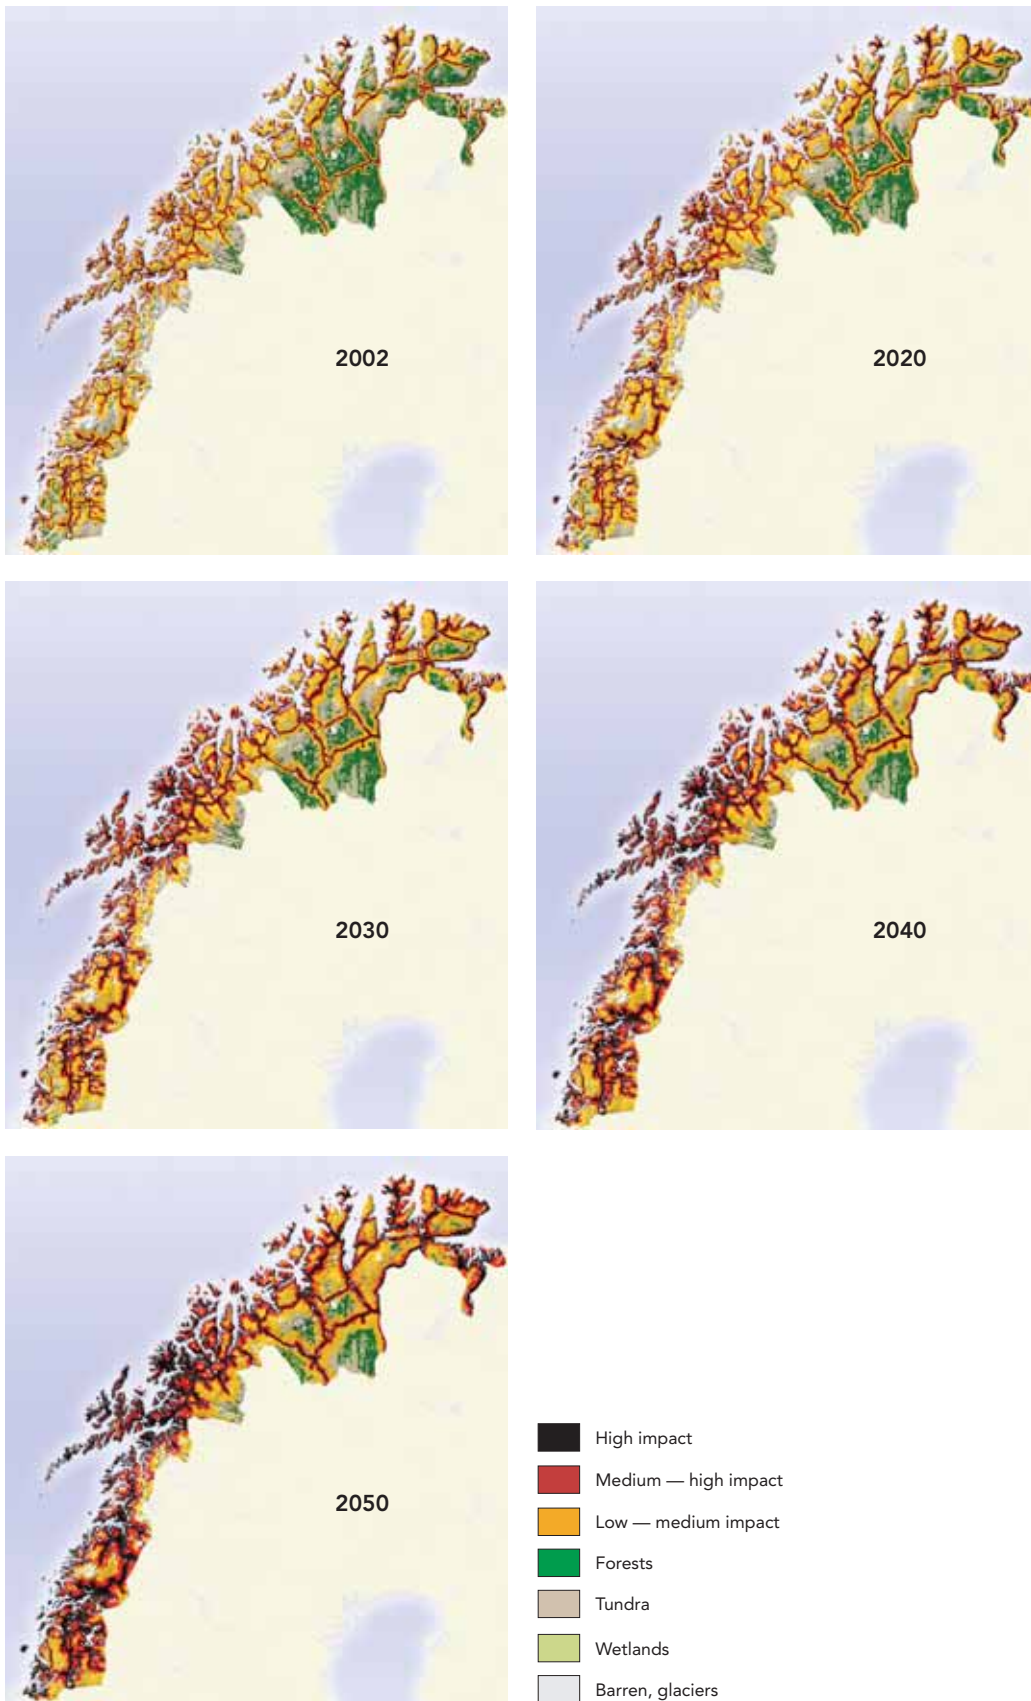 2002
2020
2030
2040
2050
High impact
Medium — high impact
Low — medium impact
Forests
Tundra
Wetlands
Barren, glaciers